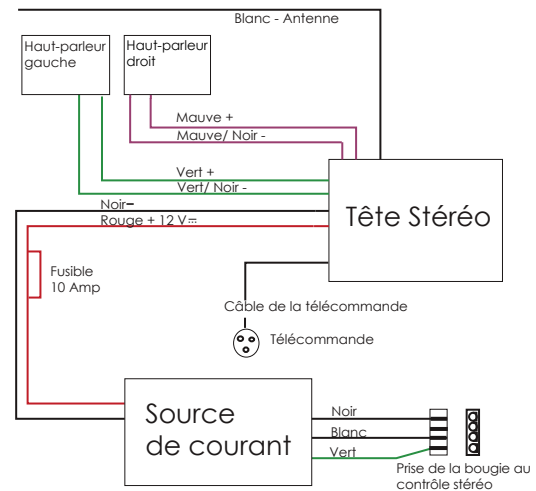 Blanc - Antenne
Haut-parleur
gauche
Haut-parleur
droit
Mauve +
Mauve/ Noir -
Vert +
Vert/ Noir -
Noir–
Rouge + 12 V⎓
Tête Stéréo
Fusible
10 Amp
Câble de la télécommande
Télécommande
Source
de courant
Noir
Blanc
Vert
Prise de la bougie au
contrôle stéréo